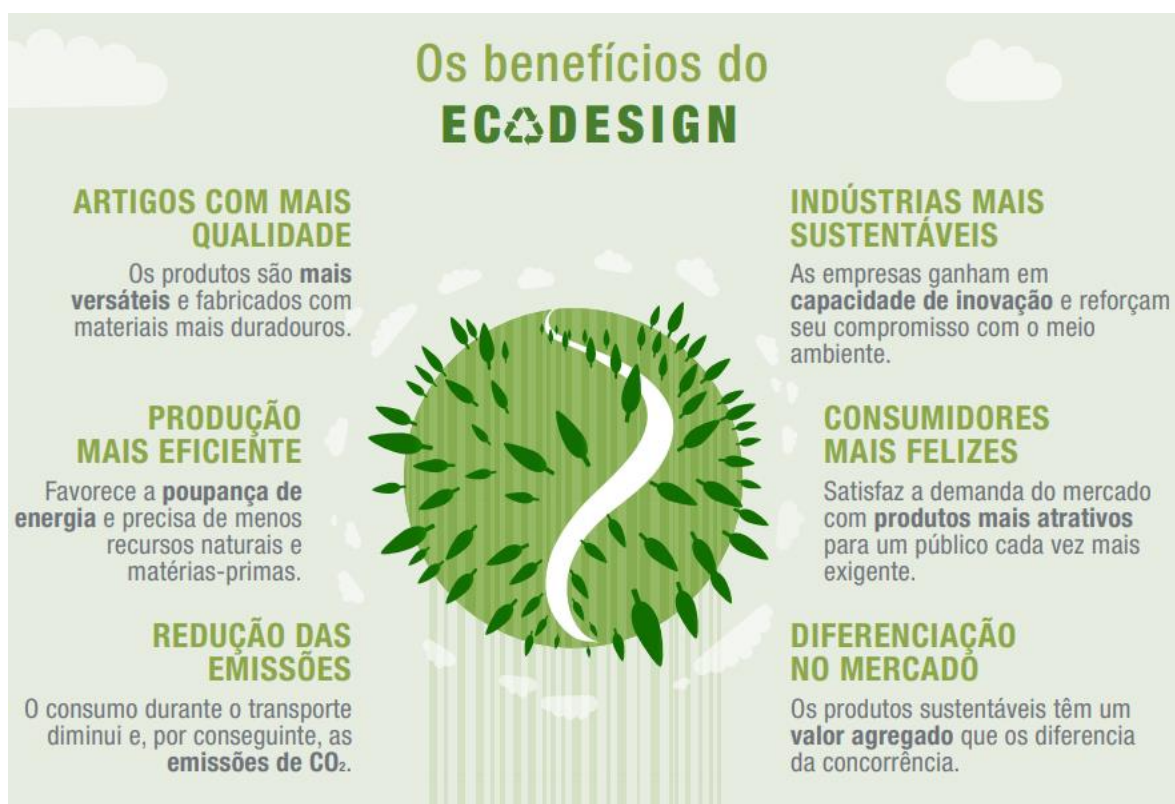 Os benefícios do
ECODESIGN
ARTIGOS COM MAIS
QUALIDADE
Os produtos são mais
versáteis e fabricados com
materiais mais duradouros.
PRODUÇÃO
MAIS EFICIENTE
Favorece a poupança de
energia e precisa de menos
recursos naturais e
matérias-primas.
REDUÇÃO DAS
EMISSÕES
O consumo durante o transporte
diminui e, por conseguinte, as
emissões de CO₂.
INDÚSTRIAS MAIS
SUSTENTÁVEIS
As empresas ganham em
capacidade de inovação e reforçam
seu compromisso com o meio
ambiente.
CONSUMIDORES
MAIS FELIZES
Satisfaz a demanda do mercado
com produtos mais atrativos
para um público cada vez mais
exigente.
DIFERENCIAÇÃO
NO MERCADO
Os produtos sustentáveis têm um
valor agregado que os diferencia
da concorrência.